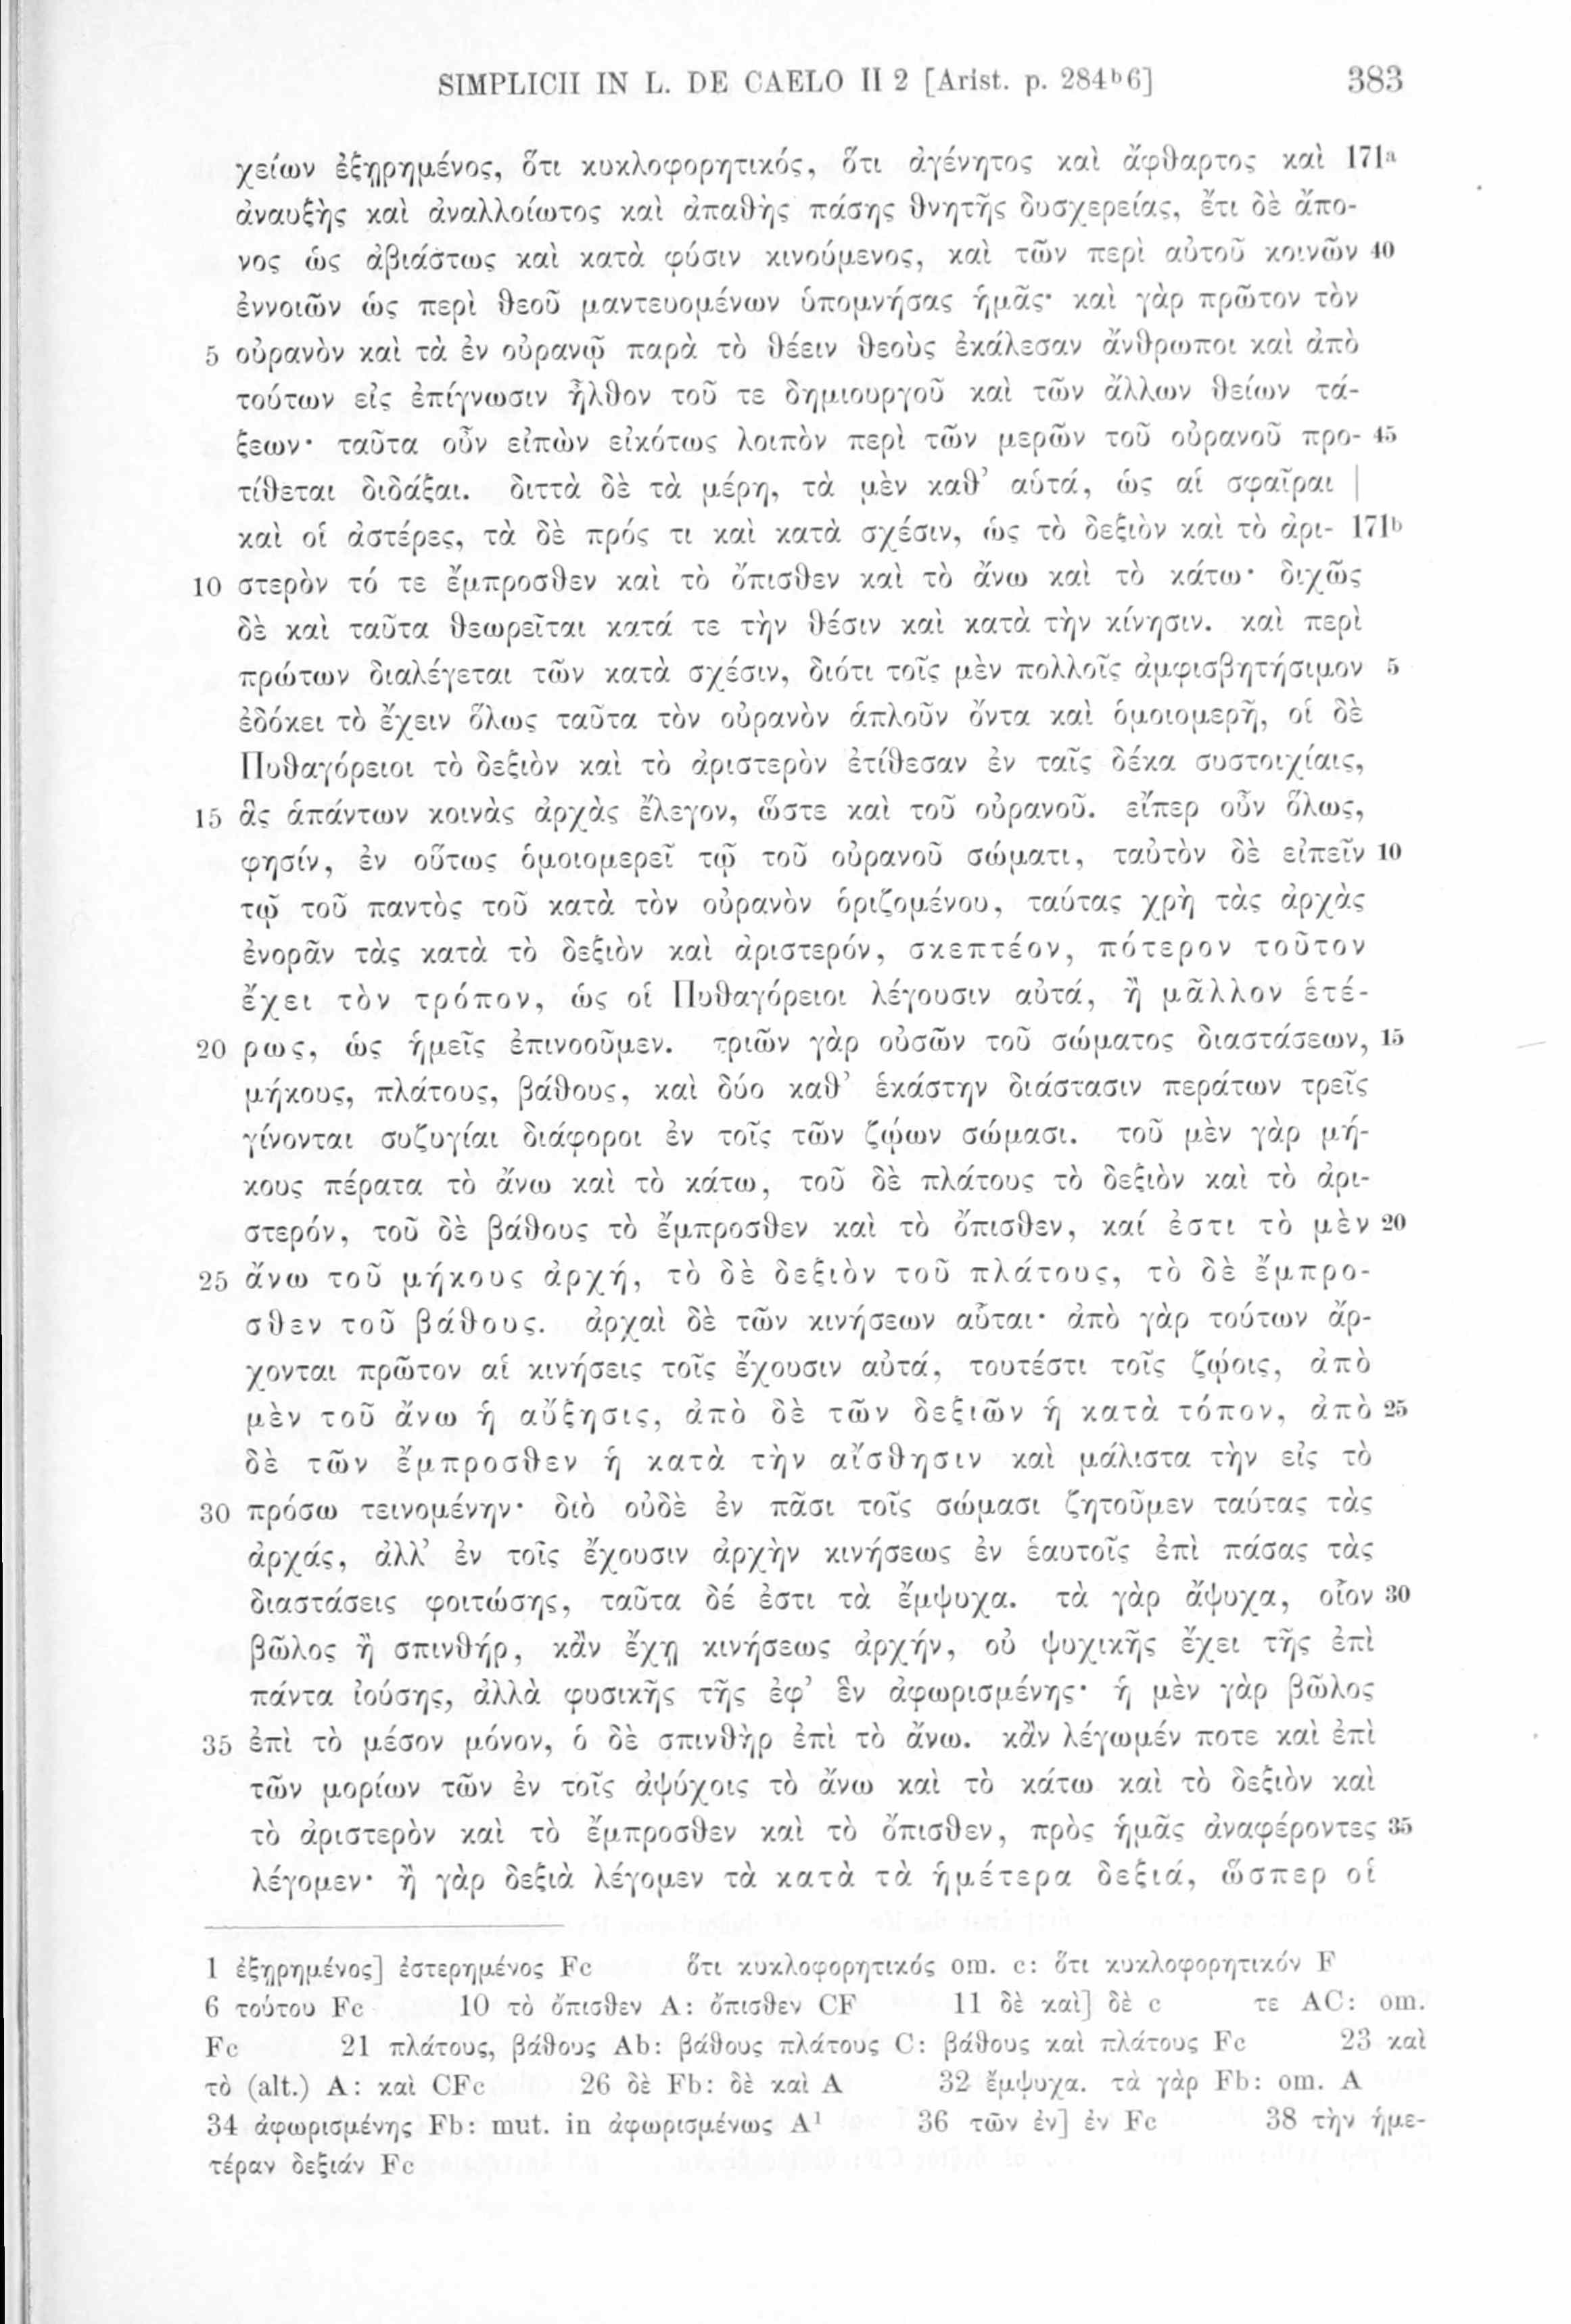 SIMPLICII IN L. DE CAELO II 2 [Arist. p. 284ᵇ6] 383
χείων ἐξῃρημένος, ὅτι κυκλοφορητικός, ὅτι ἀγένητος καὶ ἄφθαρτος καὶ 171ᵃ
ἀναυξὴς καὶ ἀναλλοίωτος καὶ ἀπαθὴς πάσης θνητῆς δυσχερείας, ἔτι δὲ ἄπο-
νος ὡς ἀβιάστως καὶ κατὰ φύσιν κινούμενος, καὶ τῶν περὶ αὐτοῦ κοινῶν 40
ἐννοιῶν ὡς περὶ θεοῦ μαντευομένων ὑπομνήσας ἡμᾶς· καὶ γὰρ πρῶτον τὸν
5 οὐρανὸν καὶ τὰ ἐν οὐρανῷ παρὰ τὸ θέειν θεοὺς ἐκάλεσαν ἄνθρωποι καὶ ἀπὸ
τούτων εἰς ἐπίγνωσιν ἦλθον τοῦ τε δημιουργοῦ καὶ τῶν ἄλλων θείων τά-
ξεων· ταῦτα οὖν εἰπὼν εἰκότως λοιπὸν περὶ τῶν μερῶν τοῦ οὐρανοῦ προ- 45
τίθεται διδάξαι. διττὰ δὲ τὰ μέρη, τὰ μὲν καθ’ αὑτά, ὡς αἱ σφαῖραι |
καὶ οἱ ἀστέρες, τὰ δὲ πρός τι καὶ κατὰ σχέσιν, ὡς τὸ δεξιὸν καὶ τὸ ἀρι- 171ᵇ
10 στερὸν τό τε ἔμπροσθεν καὶ τὸ ὄπισθεν καὶ τὸ ἄνω καὶ τὸ κάτω· διχῶς
δὲ καὶ ταῦτα θεωρεῖται κατά τε τὴν θέσιν καὶ κατὰ τὴν κίνησιν. καὶ περὶ
πρώτων διαλέγεται τῶν κατὰ σχέσιν, διότι τοῖς μὲν πολλοῖς ἀμφισβητήσιμον 5
ἐδόκει τὸ ἔχειν ὅλως ταῦτα τὸν οὐρανὸν ἁπλοῦν ὄντα καὶ ὁμοιομερῆ, οἱ δὲ
Πυθαγόρειοι τὸ δεξιὸν καὶ τὸ ἀριστερὸν ἐτίθεσαν ἐν ταῖς δέκα συστοιχίαις,
15 ἃς ἁπάντων κοινὰς ἀρχὰς ἔλεγον, ὥστε καὶ τοῦ οὐρανοῦ. εἴπερ οὖν ὅλως,
φησίν, ἐν οὕτως ὁμοιομερεῖ τῷ τοῦ οὐρανοῦ σώματι, ταὐτὸν δὲ εἰπεῖν 10
τῷ τοῦ παντὸς τοῦ κατὰ τὸν οὐρανὸν ὁριζομένου, ταύτας χρὴ τὰς ἀρχὰς
ἐνορᾶν τὰς κατὰ τὸ δεξιὸν καὶ ἀριστερόν, σκεπτέον, πότερον τοῦτον
ἔχει τὸν τρόπον, ὡς οἱ Πυθαγόρειοι λέγουσιν αὐτά, ἢ μᾶλλον ἑτέ-
20 ρως, ὡς ἡμεῖς ἐπινοοῦμεν. τριῶν γὰρ οὐσῶν τοῦ σώματος διαστάσεων, 15
μήκους, πλάτους, βάθους, καὶ δύο καθ’ ἑκάστην διάστασιν περάτων τρεῖς
γίνονται συζυγίαι διάφοροι ἐν τοῖς τῶν ζῴων σώμασι. τοῦ μὲν γὰρ μή-
κους πέρατα τὸ ἄνω καὶ τὸ κάτω, τοῦ δὲ πλάτους τὸ δεξιὸν καὶ τὸ ἀρι-
στερόν, τοῦ δὲ βάθους τὸ ἔμπροσθεν καὶ τὸ ὄπισθεν, καί ἐστι τὸ μὲν 20
25 ἄνω τοῦ μήκους ἀρχή, τὸ δὲ δεξιὸν τοῦ πλάτους, τὸ δὲ ἔμπρο-
σθεν τοῦ βάθους. ἀρχαὶ δὲ τῶν κινήσεων αὗται· ἀπὸ γὰρ τούτων ἄρ-
χονται πρῶτον αἱ κινήσεις τοῖς ἔχουσιν αὐτά, τουτέστι τοῖς ζῴοις, ἀπὸ
μὲν τοῦ ἄνω ἡ αὔξησις, ἀπὸ δὲ τῶν δεξιῶν ἡ κατὰ τόπον, ἀπὸ 25
δὲ τῶν ἔμπροσθεν ἡ κατὰ τὴν αἴσθησιν καὶ μάλιστα τὴν εἰς τὸ
30 πρόσω τεινομένην· διὸ οὐδὲ ἐν πᾶσι τοῖς σώμασι ζητοῦμεν ταύτας τὰς
ἀρχάς, ἀλλ’ ἐν τοῖς ἔχουσιν ἀρχὴν κινήσεως ἐν ἑαυτοῖς ἐπὶ πάσας τὰς
διαστάσεις φοιτώσης, ταῦτα δέ ἐστι τὰ ἔμψυχα. τὰ γὰρ ἄψυχα, οἷον 30
βῶλος ἢ σπινθήρ, κἂν ἔχῃ κινήσεως ἀρχήν, οὐ ψυχικῆς ἔχει τῆς ἐπὶ
πάντα ἰούσης, ἀλλὰ φυσικῆς τῆς ἐφ’ ἓν ἀφωρισμένης· ἡ μὲν γὰρ βῶλος
35 ἐπὶ τὸ μέσον μόνον, ὁ δὲ σπινθὴρ ἐπὶ τὸ ἄνω. κἂν λέγωμέν ποτε καὶ ἐπὶ
τῶν μορίων τῶν ἐν τοῖς ἀψύχοις τὸ ἄνω καὶ τὸ κάτω καὶ τὸ δεξιὸν καὶ
τὸ ἀριστερὸν καὶ τὸ ἔμπροσθεν καὶ τὸ ὄπισθεν, πρὸς ἡμᾶς ἀναφέροντες 35
λέγομεν· ἢ γὰρ δεξιὰ λέγομεν τὰ κατὰ τὰ ἡμέτερα δεξιά, ὥσπερ οἱ
1 ἐξῃρημένος] ἐστερημένος Fc ὅτι κυκλοφορητικός om. c: ὅτι κυκλοφορητικόν F
6 τούτου Fc 10 τὸ ὄπισθεν A: ὄπισθεν CF 11 δὲ καὶ] δὲ c τε AC: om.
Fc 21 πλάτους, βάθους Ab: βάθους πλάτους C: βάθους καὶ πλάτους Fc 23 καὶ
τὸ (alt.) A: καὶ CFc 26 δὲ Fb: δὲ καὶ A 32 ἔμψυχα. τὰ γὰρ Fb: om. A
34 ἀφωρισμένης Fb: mut. in ἀφωρισμένως A¹ 36 τῶν ἐν] ἐν Fc 38 τὴν ἡμε-
τέραν δεξιάν Fc